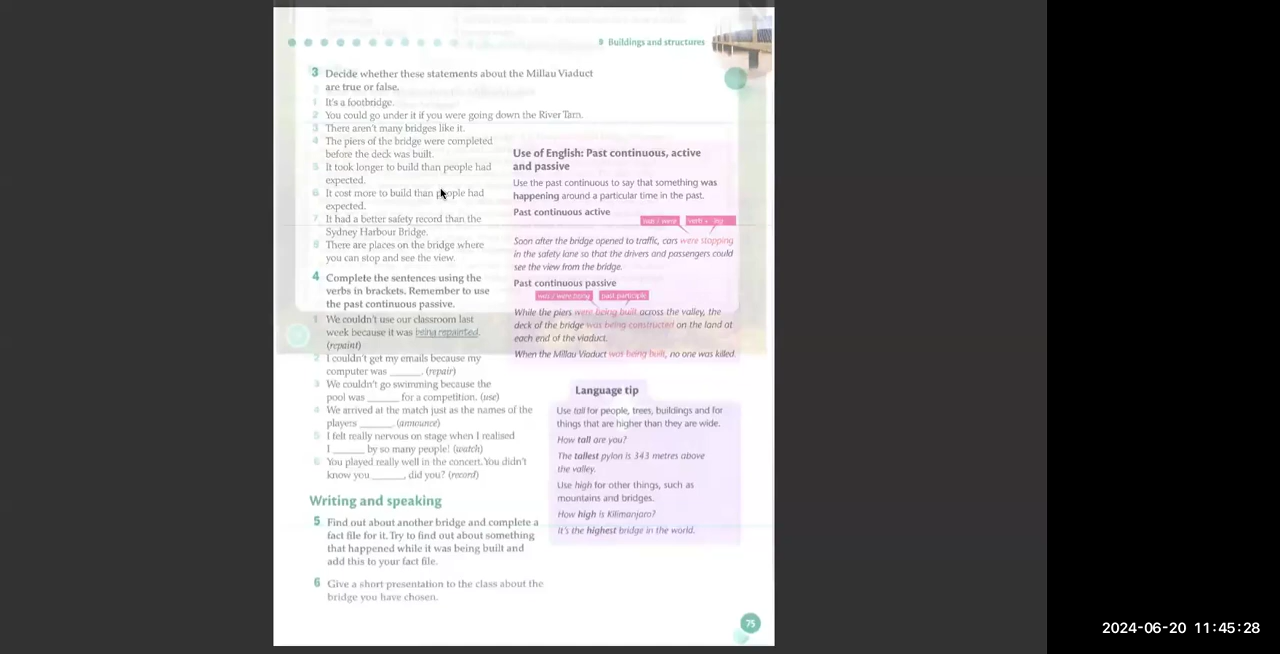 Buildings and structures
3 Decide whether these statements about the Millau Viaduct
are true or false.
1 It's a footbridge.
2 You could go under it if you were going down the River Tarn.
3 There aren't many bridges like it.
4 The piers of the bridge were completed
before the deck was built.
5 It took longer to build than people had
expected.
6 It cost more to build than people had
expected.
7 It had a better safety record than the
Sydney Harbour Bridge.
8 There are places on the bridge where
you can stop and see the view.
4 Complete the sentences using the
verbs in brackets. Remember to use
the past continuous passive.
1 We couldn't use our classroom last
week because it was being repainted.
(repaint)
2 I couldn't get my emails because my
computer was ______. (repair)
3 We couldn't go swimming because the
pool was ______ for a competition. (use)
4 We arrived at the match just as the names of the
players ______. (announce)
5 I felt really nervous on stage when I realised
I ______ by so many people! (watch)
6 You played really well in the concert. You didn't
know you ______, did you? (record)
Writing and speaking
5 Find out about another bridge and complete a
fact file for it. Try to find out about something
that happened while it was being built and
add this to your fact file.
6 Give a short presentation to the class about the
bridge you have chosen.
Use of English: Past continuous, active
and passive
Use the past continuous to say that something was
happening around a particular time in the past.
Past continuous active
was / were verb + -ing
Soon after the bridge opened to traffic, cars were stopping
in the safety lane so that the drivers and passengers could
see the view from the bridge.
Past continuous passive
was / were being past participle
While the piers were being built across the valley, the
deck of the bridge was being constructed on the land at
each end of the viaduct.
When the Millau Viaduct was being built, no one was killed.
Language tip
Use tall for people, trees, buildings and for
things that are higher than they are wide.
How tall are you?
The tallest pylon is 343 metres above
the valley.
Use high for other things, such as
mountains and bridges.
How high is Kilimanjaro?
It's the highest bridge in the world.
75
2024-06-20 11:45:28